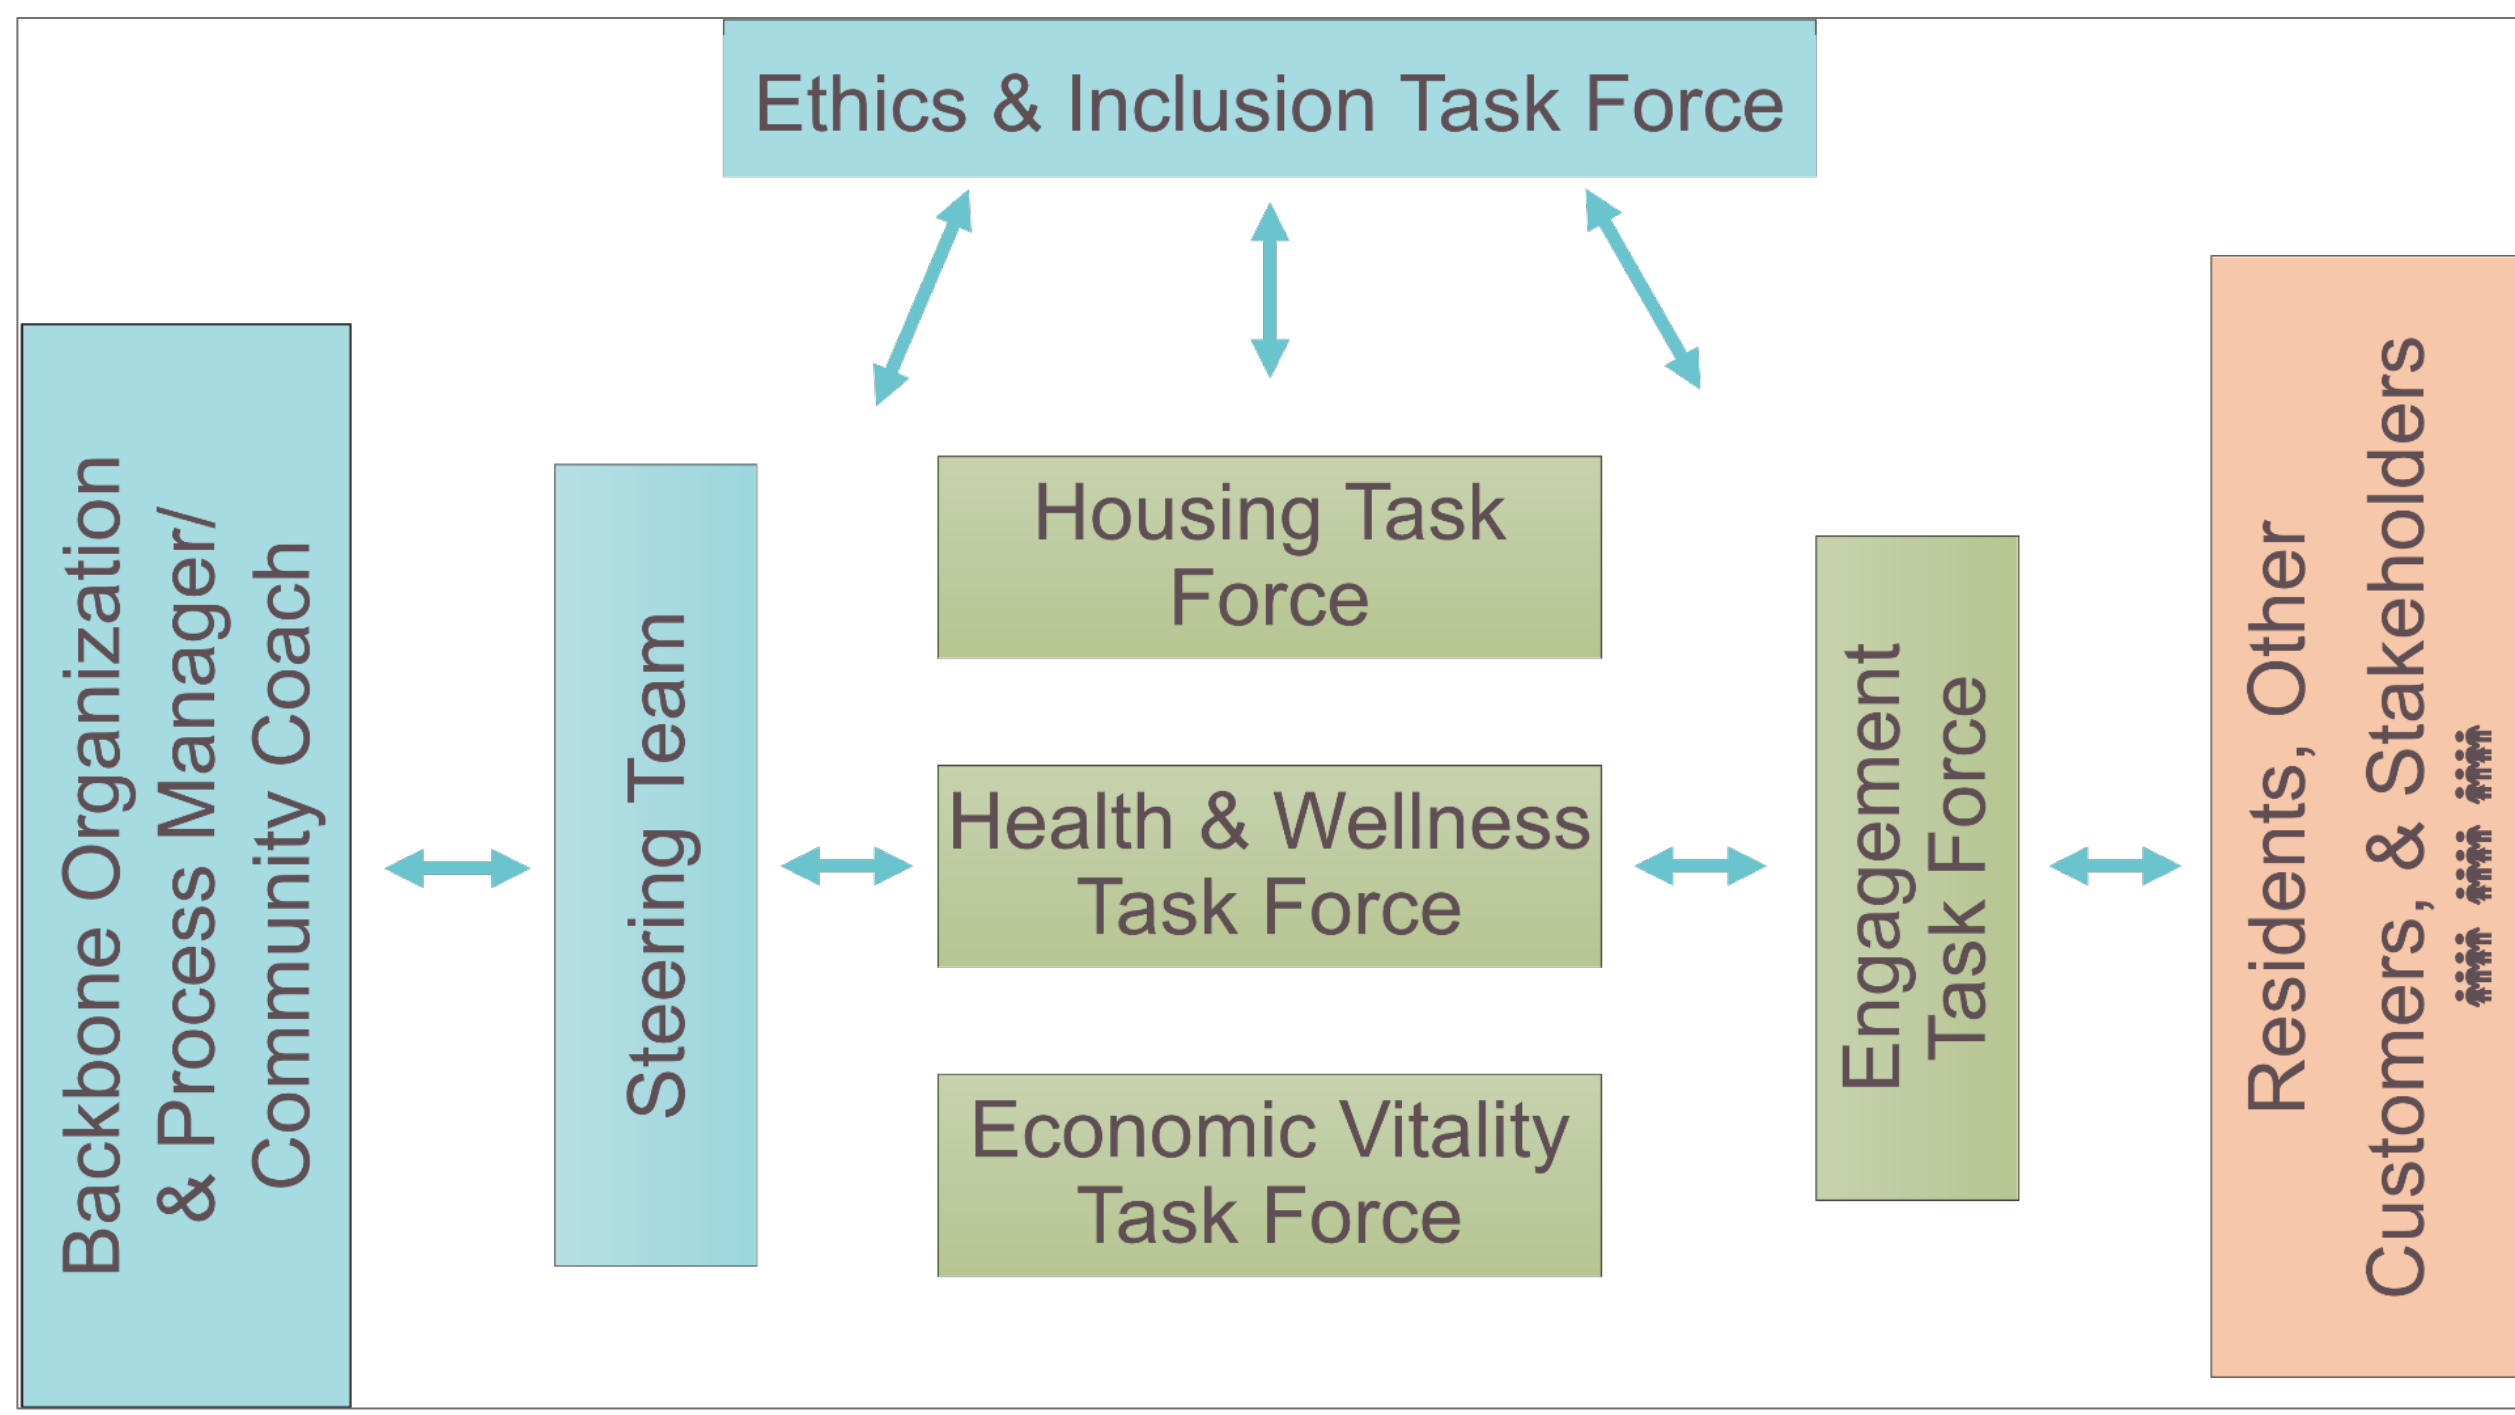 Ethics & Inclusion Task Force
Backbone Organization
& Process Manager/
Community Coach
Steering Team
Housing Task
Force
Health & Wellness
Task Force
Economic Vitality
Task Force
Engagement
Task Force
Residents, Other
Customers, & Stakeholders